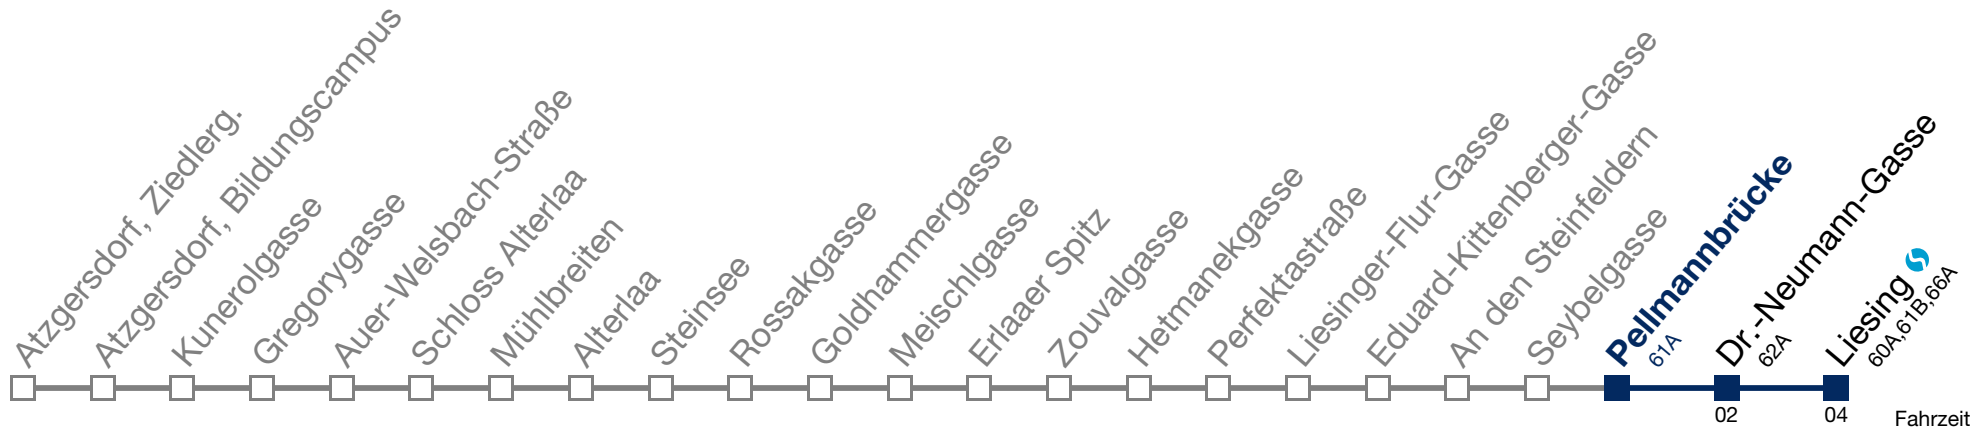 Atzgersdorf, Ziedlerg.
Atzgersdorf, Bildungscampus
Kunerolgasse
Gregorygasse
Auer-Welsbach-Straße
Schloss Alterlaa
Mühlbreiten
Alterlaa
Steinsee
Rossakgasse
Goldhammergasse
Meischlgasse
Erlaaer Spitz
Zouvalgasse
Hetmanekgasse
Perfektastraße
Liesinger-Flur-Gasse
Eduard-Kittenberger-Gasse
An den Steinfeldern
Seybelgasse
Pellmannbrücke
61A
Dr.-Neumann-Gasse
62A
Liesing
60A,61B,66A
02
04
Fahrzeit